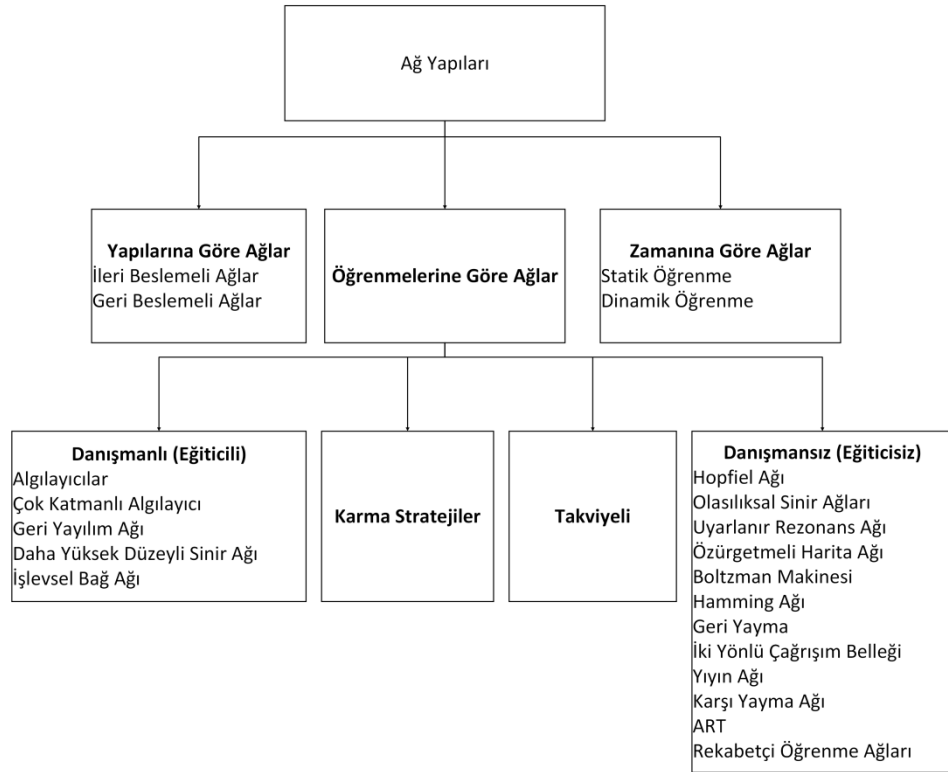 Ağ Yapıları
Yapılarına Göre Ağlar
İleri Beslemeli Ağlar
Geri Beslemeli Ağlar
Öğrenmelerine Göre Ağlar
Zamanına Göre Ağlar
Statik Öğrenme
Dinamik Öğrenme
Danışmanlı (Eğiticili)
Algılayıcılar
Çok Katmanlı Algılayıcı
Geri Yayılım Ağı
Daha Yüksek Düzeyli Sinir Ağı
İşlevsel Bağ Ağı
Karma Stratejiler
Takviyeli
Danışmansız (Eğiticisiz)
Hopfiel Ağı
Olasılıksal Sinir Ağları
Uyarlanır Rezonans Ağı
Özürgetmeli Harita Ağı
Boltzman Makinesi
Hamming Ağı
Geri Yayma
İki Yönlü Çağrışım Belleği
Yıyın Ağı
Karşı Yayma Ağı
ART
Rekabetçi Öğrenme Ağları